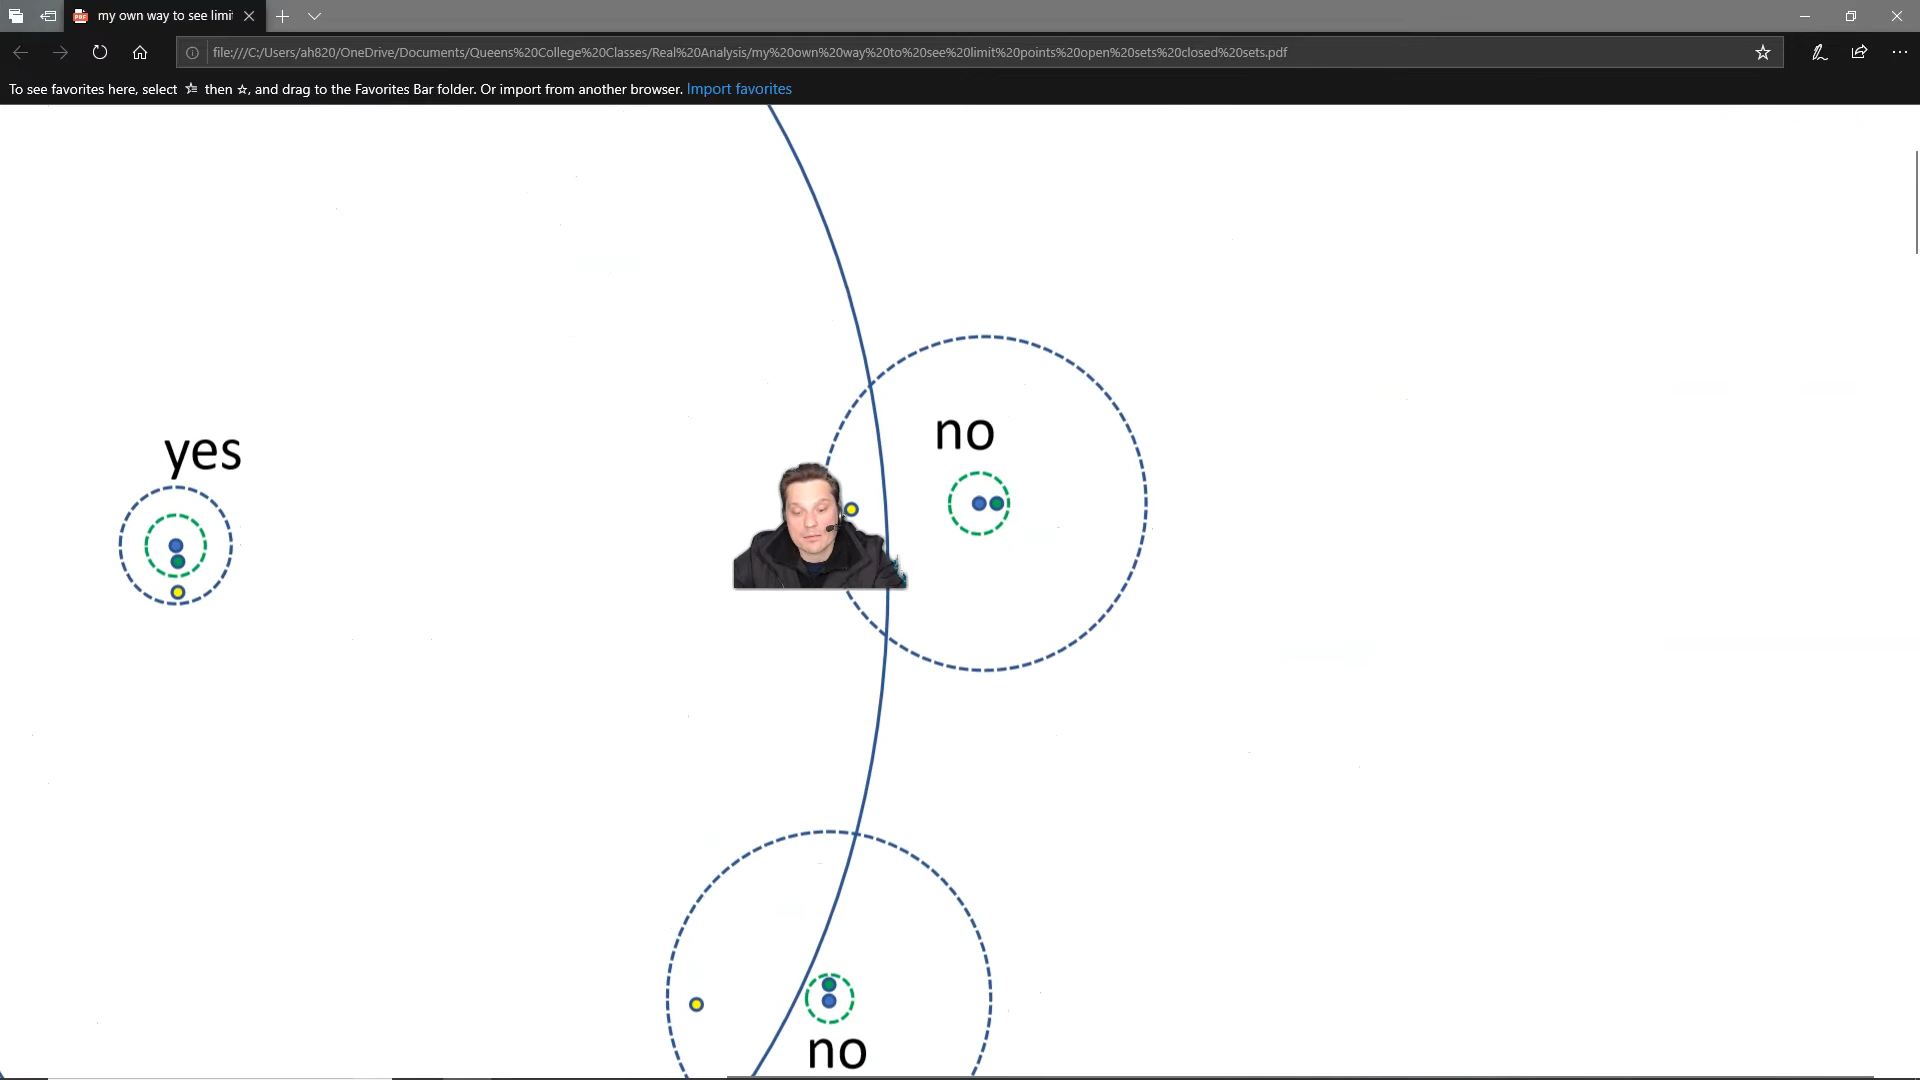 my own way to see limi
file:///C:/Users/ah820/OneDrive/Documents/Queens%20College%20Classes/Real%20Analysis/my%20own%20way%20to%20see%20limit%20points%20open%20sets%20closed%20sets.pdf
To see favorites here, select then ☆, and drag to the Favorites Bar folder. Or import from another browser. Import favorites
no
yes
no